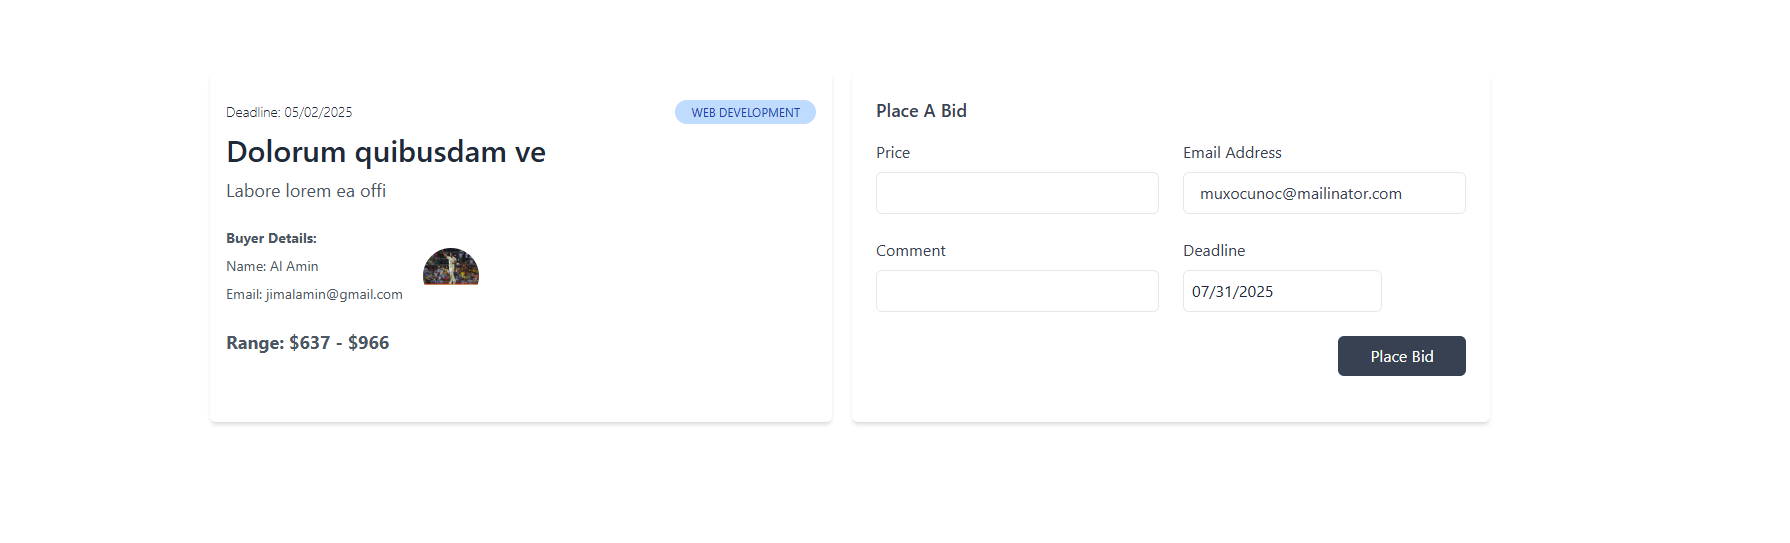 Deadline: 05/02/2025
WEB DEVELOPMENT
Dolorum quibusdam ve
Labore lorem ea offi
Buyer Details:
Name: Al Amin
Email: jimalamin@gmail.com
Range: $637 - $966
Place A Bid
Price
Email Address
muxocunoc@mailinator.com
Comment
Deadline
07/31/2025
Place Bid